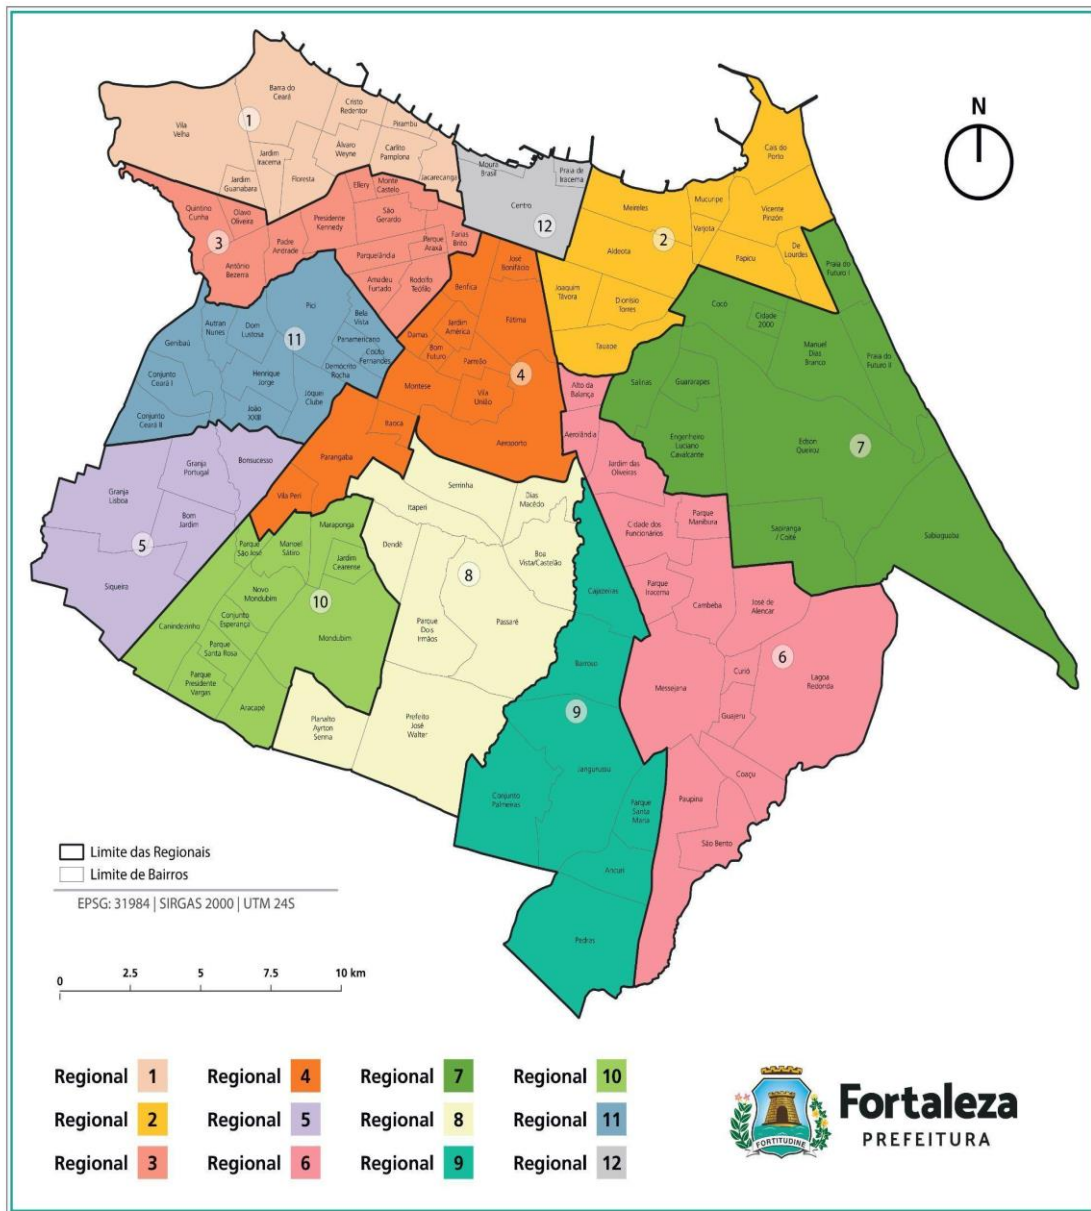 N
Vila
Velha
Barra do
Ceará
1
Cristo
Redentor
Pirambu
Álvaro
Weyne
Carlito
Pamplona
Jardim
Iracema
Jardim
Guanabara
Floresta
Jacarecanga
Moura
Brasil
Praia de
Iracema
Centro
12
Cais do
Porto
Meireles
Mucuripe
Vicente
Pinzón
Varjota
2
Aldeota
Papicu
De
Lourdes
Joaquim
Távora
Dionísio
Torres
Tauape
Quintino
Cunha
Olavo
Oliveira
3
Antônio
Bezerra
Padre
Andrade
Presidente
Kennedy
Ellery
Monte
Castelo
São
Gerardo
Farias
Brito
Parque
Araxá
Parquelândia
Amadeu
Furtado
Rodolfo
Teófilo
José
Bonifácio
Benfica
Fátima
Jardim
América
Damas
Bom
Futuro
Parreão
4
Vila
União
Montese
Aeroporto
Itaoca
Parangaba
Vila Peri
Genibaú
Autran
Nunes
Dom
Lustosa
Pici
11
Bela
Vista
Panamericano
Couto
Fernandes
Demócrito
Rocha
Henrique
Jorge
Conjunto
Ceará I
Conjunto
Ceará II
João
XXIII
Jóquei
Clube
Praia do
Futuro I
Cocó
Cidade
2000
Manuel
Dias
Branco
Praia do
Futuro II
Salinas
Guararapes
Engenheiro
Luciano
Cavalcante
Edson
Queiroz
7
Sapiranga
/ Coité
Sabiaguaba
Granja
Portugal
Bonsucesso
Granja
Lisboa
Bom
Jardim
5
Siqueira
Alto da
Balança
Aerolândia
Jardim das
Oliveiras
Cidade dos
Funcionários
Parque
Manibura
Parque
Iracema
Cambeba
José de
Alencar
6
Messejana
Curió
Lagoa
Redonda
Guajeru
Coaçu
Paupina
São Bento
Serrinha
Itaperi
Dias
Macêdo
Dendê
Boa
Vista/Castelão
8
Parque
Dois
Irmãos
Passaré
Prefeito
José
Walter
Planalto
Ayrton
Senna
Parque
São José
Manoel
Sátiro
Maraponga
Jardim
Cearense
Novo
Mondubim
10
Canindezinho
Conjunto
Esperança
Mondubim
Parque
Santa Rosa
Parque
Presidente
Vargas
Aracapé
Cajazeiras
Barroso
9
Jangurussu
Conjunto
Palmeiras
Parque
Santa
Maria
Ancuri
Pedras
Limite das Regionais
Limite de Bairros
EPSG: 31984 | SIRGAS 2000 | UTM 24S
0 2.5 5 7.5 10 km
Regional 1 Regional 4 Regional 7 Regional 10
Regional 2 Regional 5 Regional 8 Regional 11
Regional 3 Regional 6 Regional 9 Regional 12
FORTITUDINE
Fortaleza
PREFEITURA